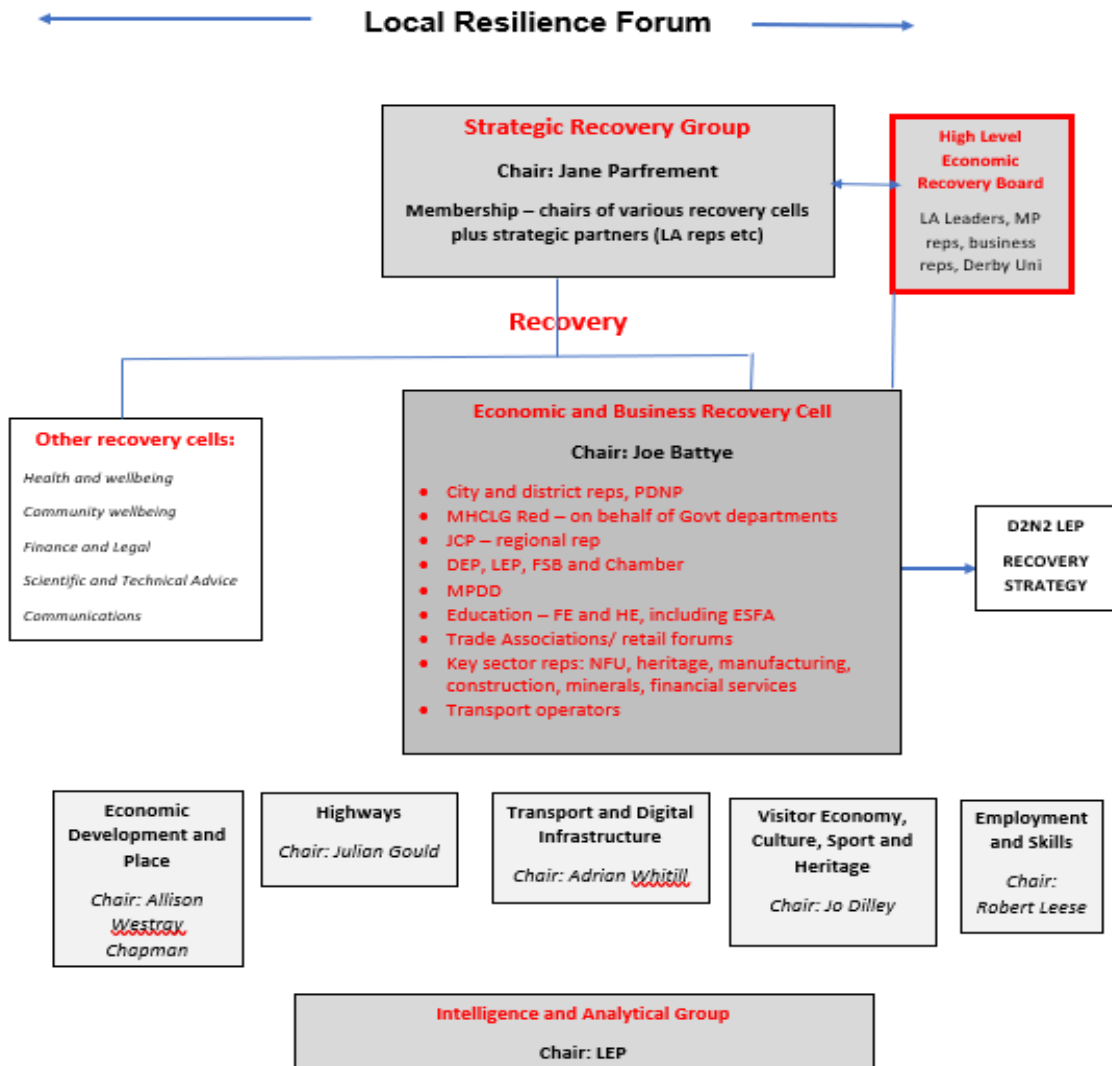 Local Resilience Forum
Strategic Recovery Group
Chair: Jane Parfrement
Membership – chairs of various recovery cells
plus strategic partners (LA reps etc)
High Level
Economic
Recovery Board
LA Leaders, MP
reps, business
reps, Derby Uni
Recovery
Other recovery cells:
Health and wellbeing
Community wellbeing
Finance and Legal
Scientific and Technical Advice
Communications
Economic and Business Recovery Cell
Chair: Joe Battye
• City and district reps, PDNP
• MHCLG Red – on behalf of Govt departments
• JCP – regional rep
• DEP, LEP, FSB and Chamber
• MPDD
• Education – FE and HE, including ESFA
• Trade Associations/ retail forums
• Key sector reps: NFU, heritage, manufacturing,
construction, minerals, financial services
• Transport operators
D2N2 LEP
RECOVERY
STRATEGY
Economic
Development and
Place
Chair: Allison
Westray
Chapman
Highways
Chair: Julian Gould
Transport and Digital
Infrastructure
Chair: Adrian Whitill
Visitor Economy,
Culture, Sport and
Heritage
Chair: Jo Dilley
Employment
and Skills
Chair:
Robert Leese
Intelligence and Analytical Group
Chair: LEP